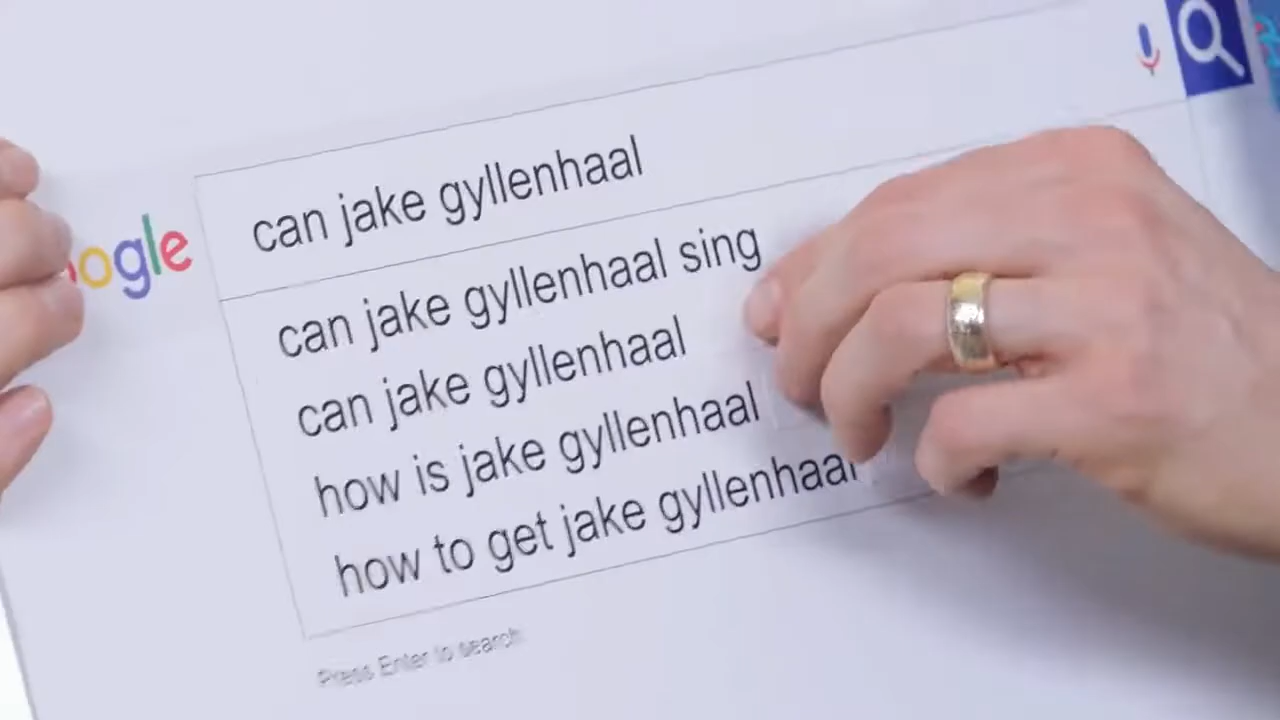 ogle
can jake gyllenhaal
can jake gyllenhaal sing
can jake gyllenhaal
how is jake gyllenhaal
how to get jake gyllenhaal
Press Enter to search